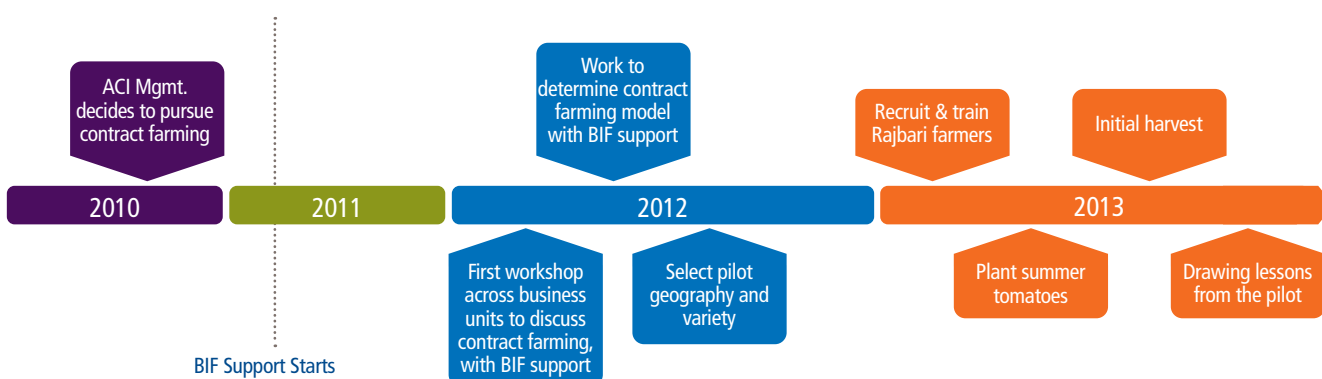 ACI Mgmt.
decides to pursue
contract farming
Work to
determine contract
farming model
with BIF support
Recruit & train
Rajbari farmers
Initial harvest
2010
2011
2012
2013
First workshop
across business
units to discuss
contract farming,
with BIF support
Select pilot
geography and
variety
Plant summer
tomatoes
Drawing lessons
from the pilot
BIF Support Starts